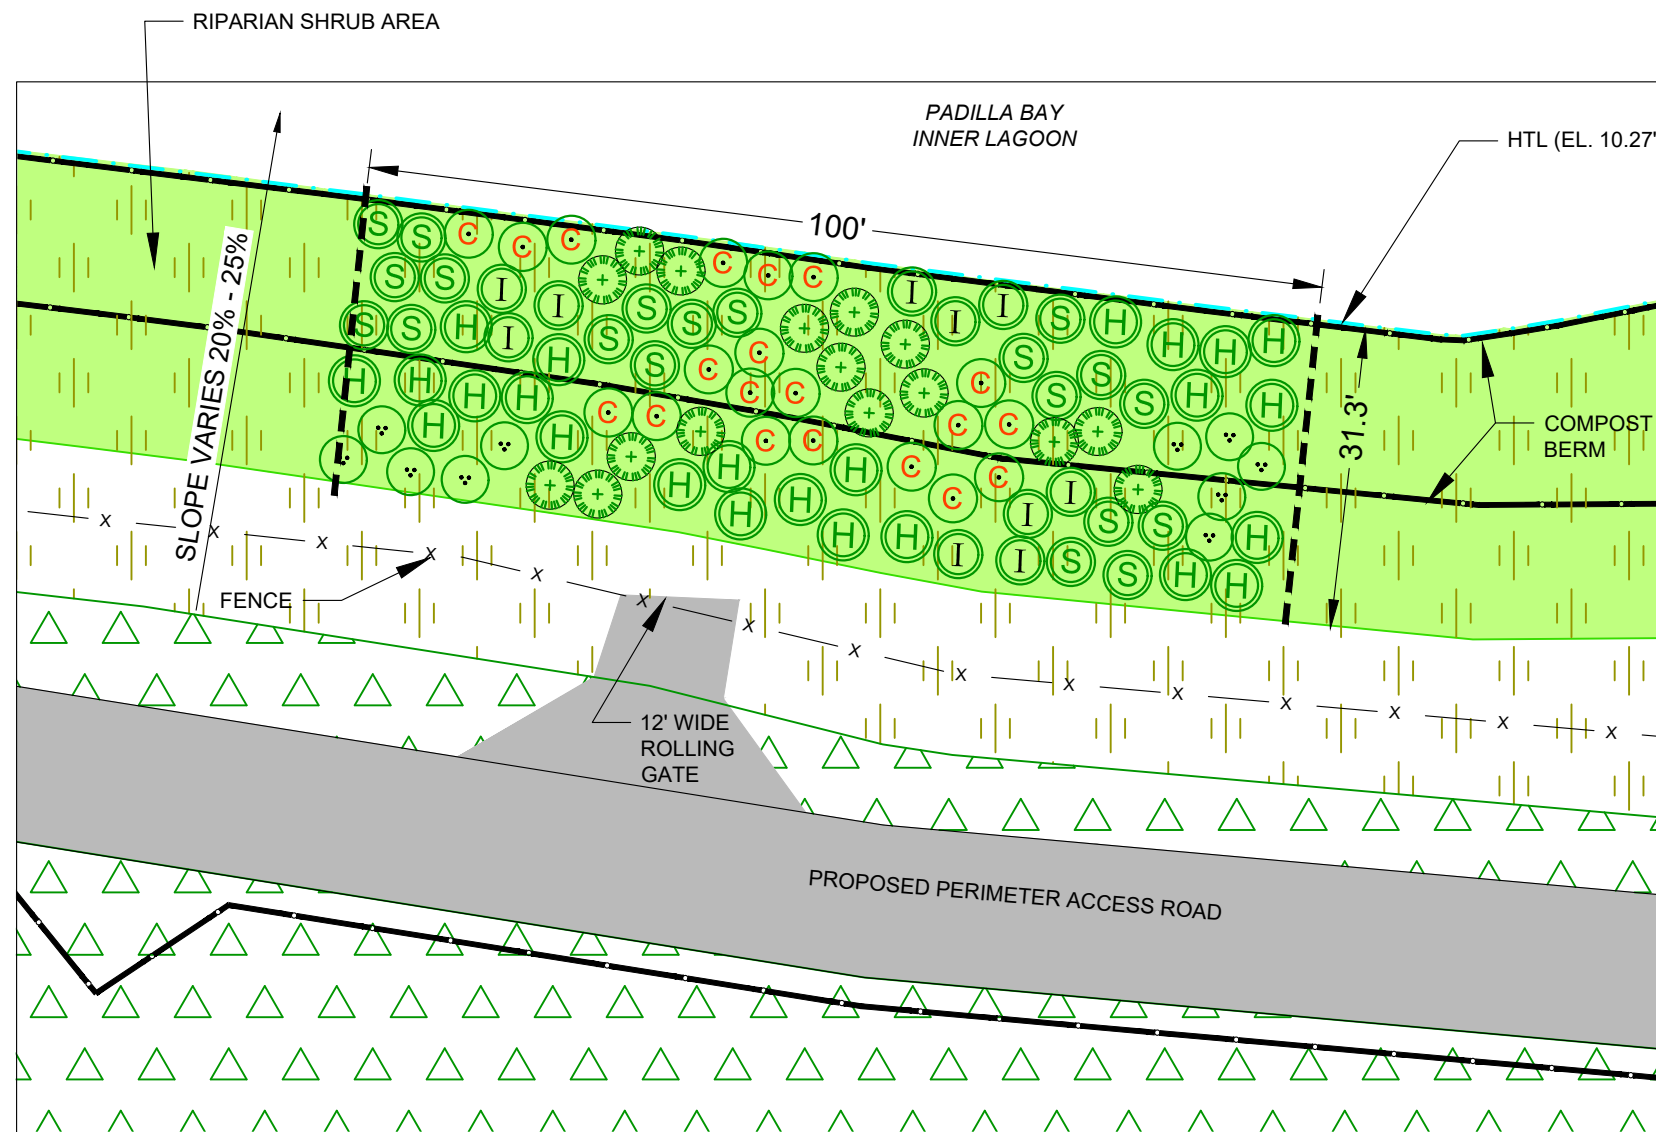 RIPARIAN SHRUB AREA
PADILLA BAY
INNER LAGOON
HTL (EL. 10.27'
100'
SLOPE VARIES 20% - 25%
31.3'
COMPOST
BERM
FENCE
12' WIDE
ROLLING
GATE
PROPOSED PERIMETER ACCESS ROAD